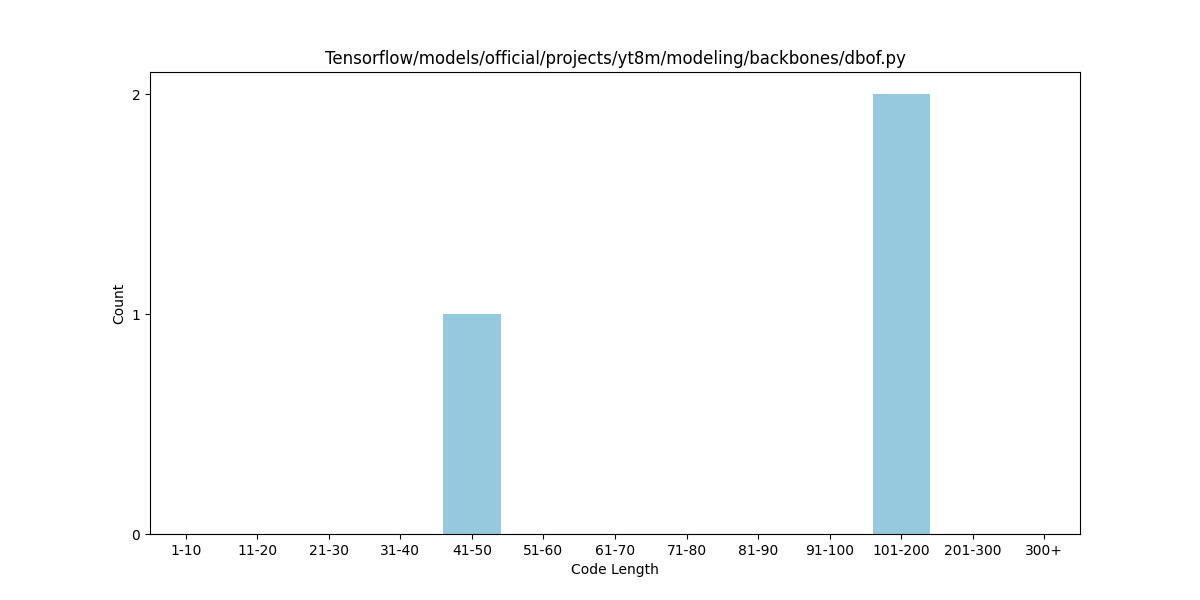 Tensorflow/models/official/projects/yt8m/modeling/backbones/dbof.py
2
1
0
Count
1-10 11-20 21-30 31-40 41-50 51-60 61-70 71-80 81-90 91-100 101-200 201-300 300+
Code Length